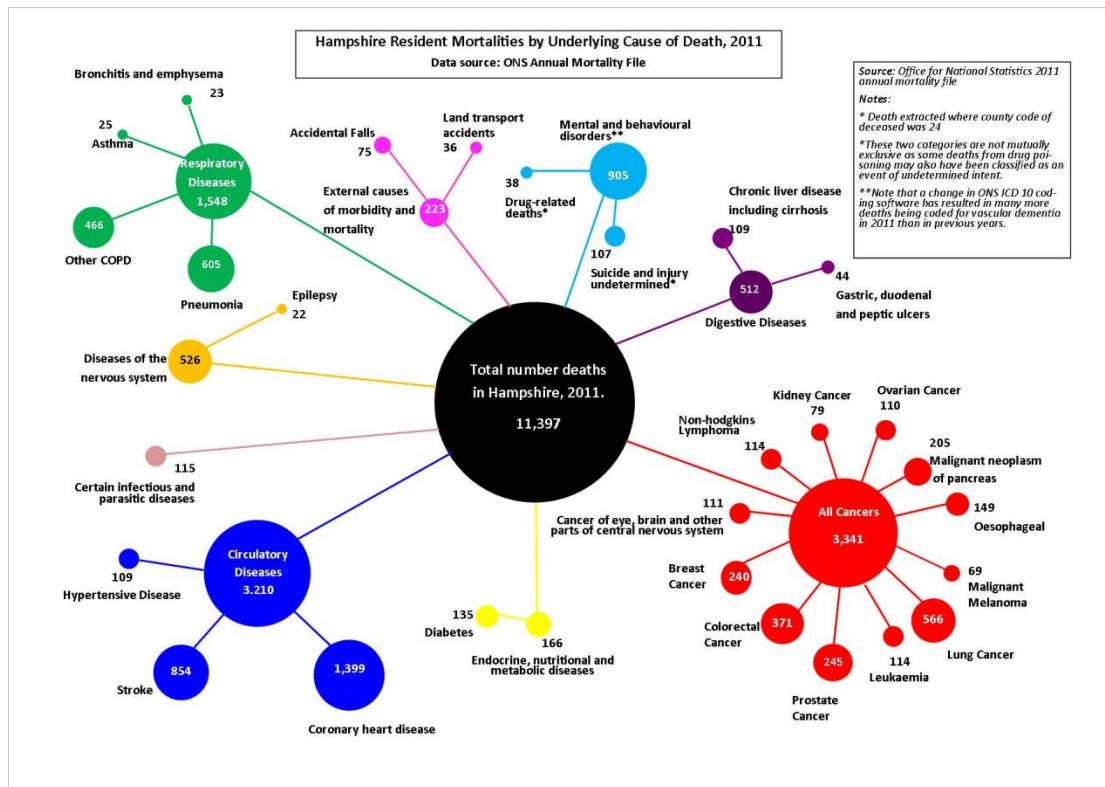 Hampshire Resident Mortalities by Underlying Cause of Death, 2011
Data source: ONS Annual Mortality File
Source: Office for National Statistics 2011
annual mortality file
Notes:
* Death extracted where county code of
deceased was 24
*These two categories are not mutually
exclusive as some deaths from drug poi-
soning may also have been classified as an
event of undetermined intent.
**Note that a change in ONS ICD 10 cod-
ing software has resulted in many more
deaths being coded for vascular dementia
in 2011 than in previous years.
Bronchitis and emphysema
23
25
Asthma
Respiratory
Diseases
1,548
466
Other COPD
605
Pneumonia
Accidental Falls
75
Land transport
accidents
36
External causes
of morbidity and
mortality
223
Mental and behavioural
disorders**
905
38
Drug-related
deaths*
107
Suicide and injury
undetermined*
Chronic liver disease
including cirrhosis
109
512
Digestive Diseases
44
Gastric, duodenal
and peptic ulcers
Epilepsy
22
Diseases of the
nervous system
526
Total number deaths
in Hampshire, 2011.
11,397
115
Certain infectious and
parasitic diseases
Circulatory
Diseases
3.210
109
Hypertensive Disease
854
Stroke
1,399
Coronary heart disease
135
Diabetes
166
Endocrine, nutritional and
metabolic diseases
All Cancers
3,341
Non-hodgkins
Lymphoma
114
Kidney Cancer
79
Ovarian Cancer
110
205
Malignant neoplasm
of pancreas
149
Oesophageal
69
Malignant
Melanoma
566
Lung Cancer
114
Leukaemia
245
Prostate
Cancer
371
Colorectal
Cancer
240
Breast
Cancer
111
Cancer of eye, brain and other
parts of central nervous system